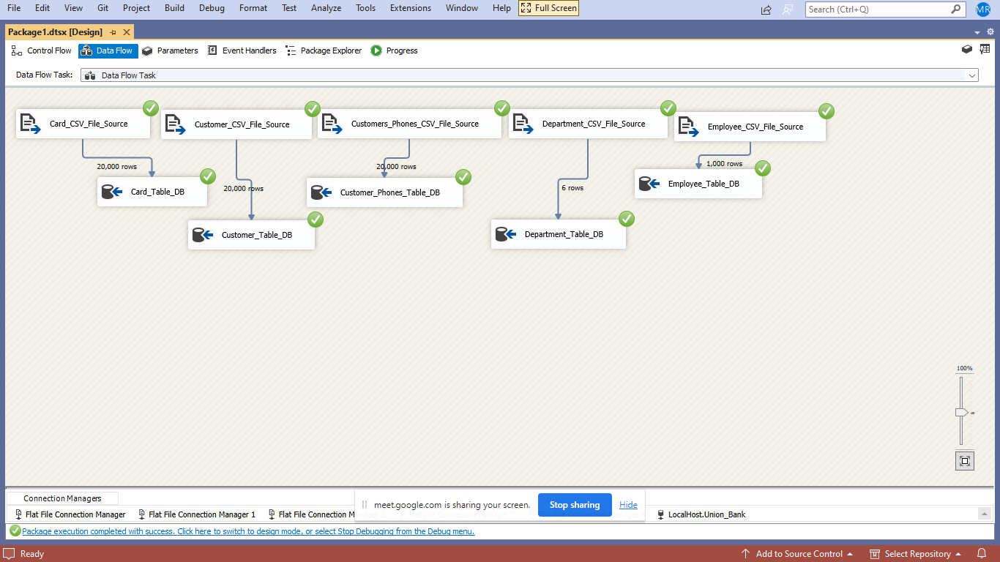 File Edit View Git Project Build Debug Format Test Analyze Tools Extensions Window Help Full Screen Search (Ctrl+Q) MR
Package1.dtsx [Design]
Control Flow Data Flow Parameters Event Handlers Package Explorer Progress
Data Flow Task: Data Flow Task
Card_CSV_File_Source Customer_CSV_File_Source Customers_Phones_CSV_File_Source Department_CSV_File_Source Employee_CSV_File_Source
20,000 rows 20,000 rows 1,000 rows
Card_Table_DB 20,000 rows Customer_Phones_Table_DB 6 rows Employee_Table_DB
Customer_Table_DB Department_Table_DB
100%
Connection Managers
meet.google.com is sharing your screen. Stop sharing Hide
Flat File Connection Manager Flat File Connection Manager 1 Flat File Connection M LocalHost.Union_Bank
Package execution completed with success. Click here to switch to design mode, or select Stop Debugging from the Debug menu.
Ready Add to Source Control Select Repository